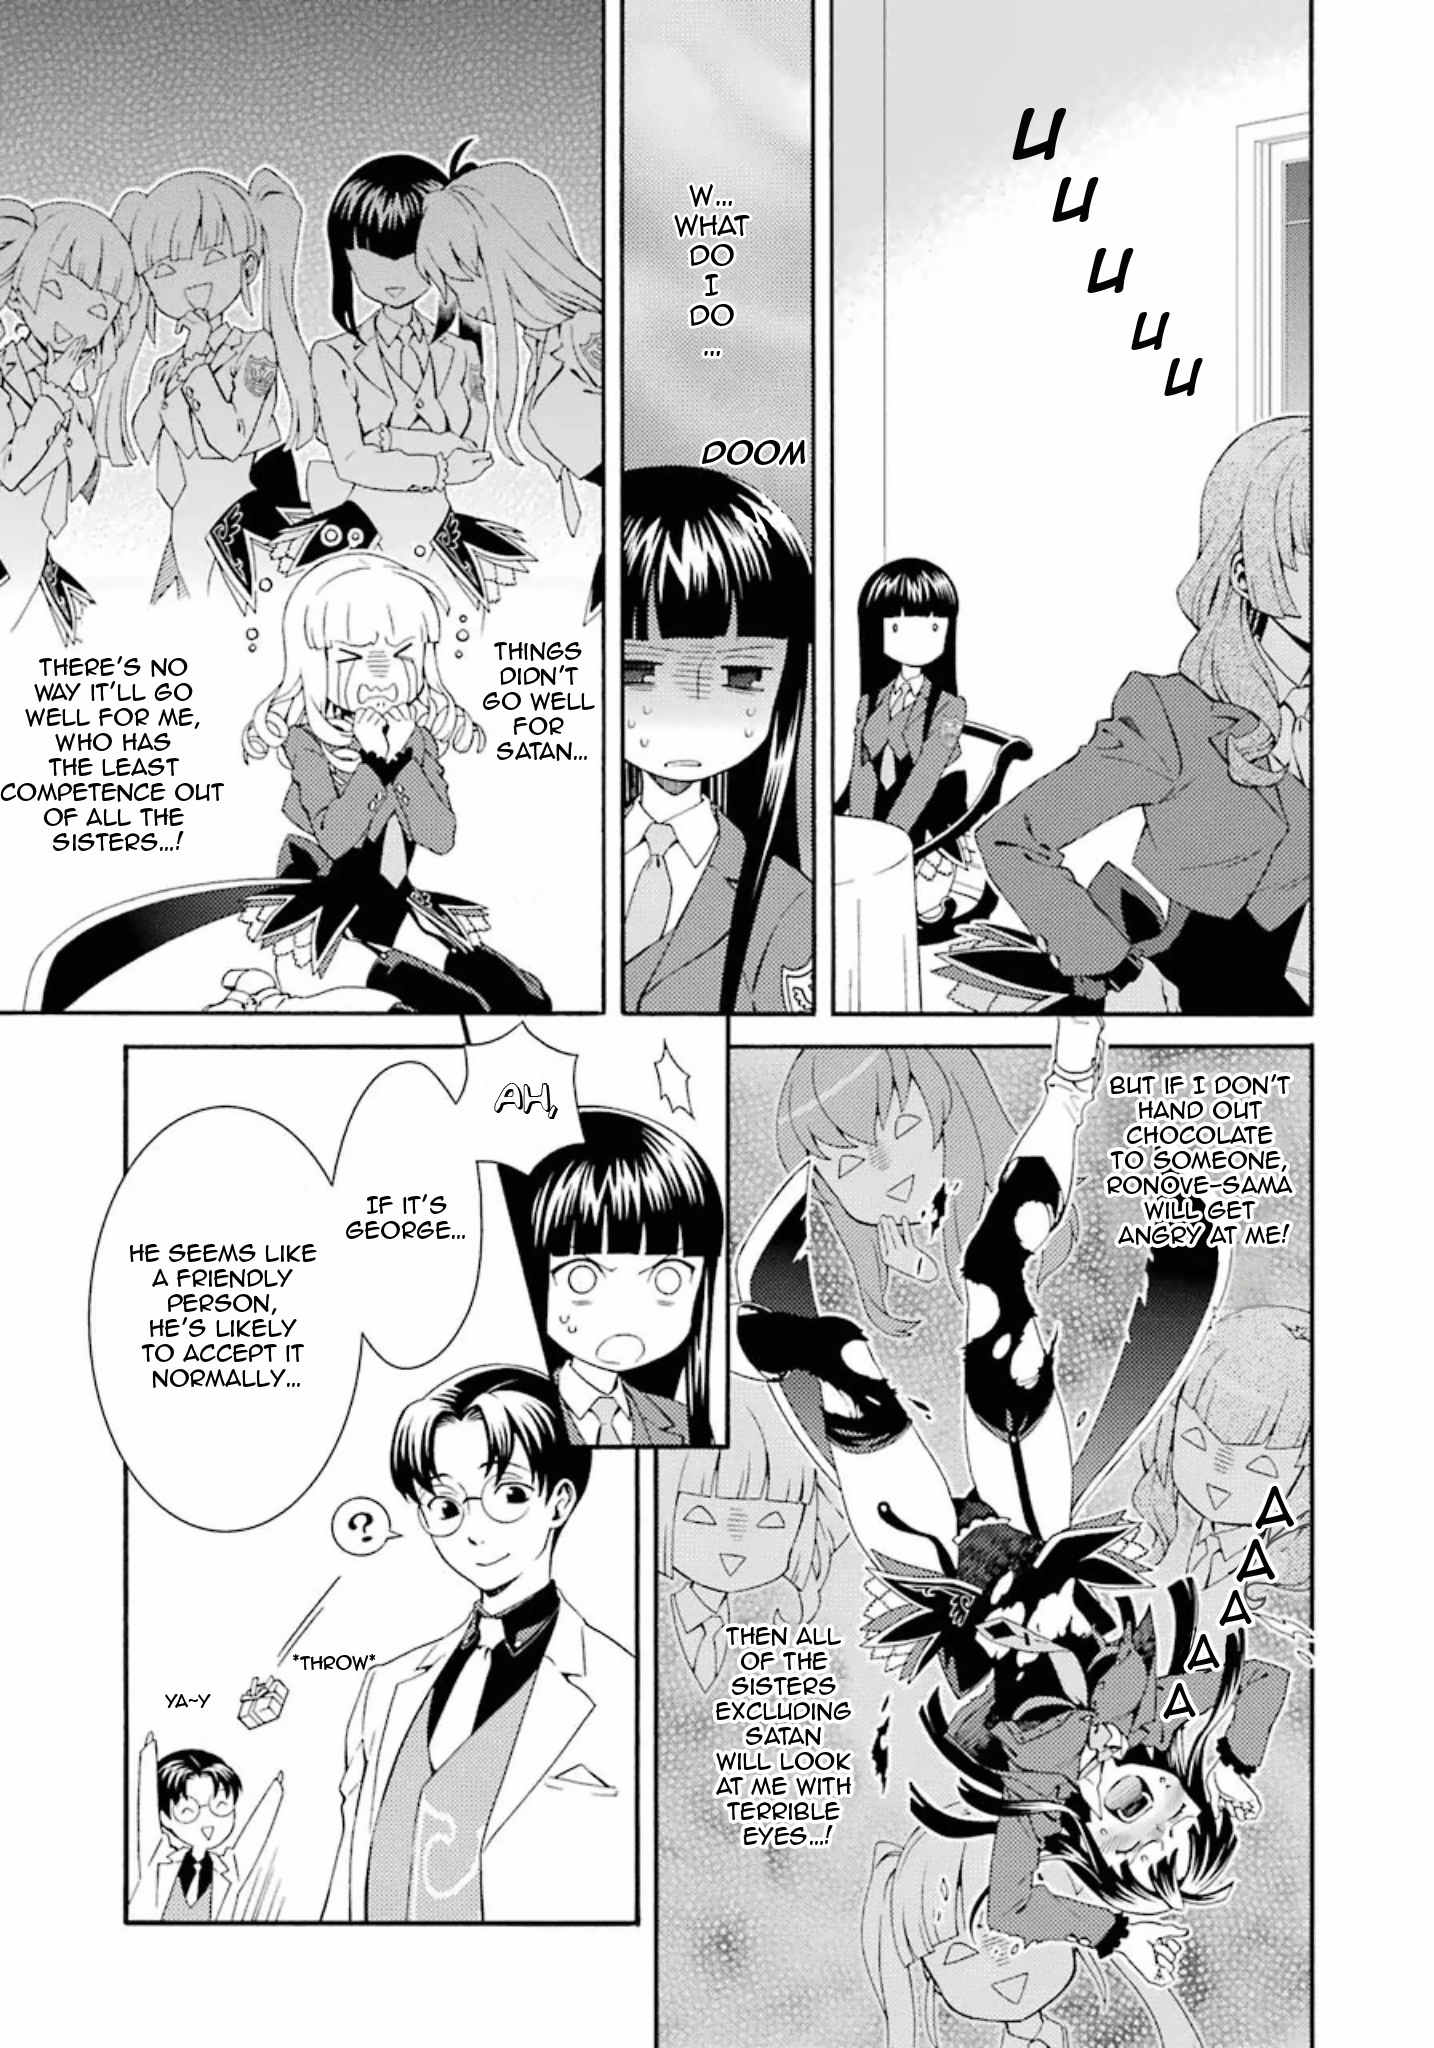 U
U
U
U
U
W...
WHAT
DO
I
DO
...
DOOM
THINGS
DIDN'T
GO WELL
FOR
SATAN...
THERE'S NO
WAY IT'LL GO
WELL FOR ME,
WHO HAS
THE LEAST
COMPETENCE OUT
OF ALL THE
SISTERS...!
BUT IF I DON'T
HAND OUT
CHOCOLATE
TO SOMEONE,
RONOVE-SAMA
WILL GET
ANGRY AT ME!
A
A
A
A
A
THEN ALL
OF THE
SISTERS
EXCLUDING
SATAN
WILL LOOK
AT ME WITH
TERRIBLE
EYES...!
AH,
IF IT'S
GEORGE...
HE SEEMS LIKE
A FRIENDLY
PERSON,
HE'S LIKELY
TO ACCEPT IT
NORMALLY...
?
*THROW*
YA~Y